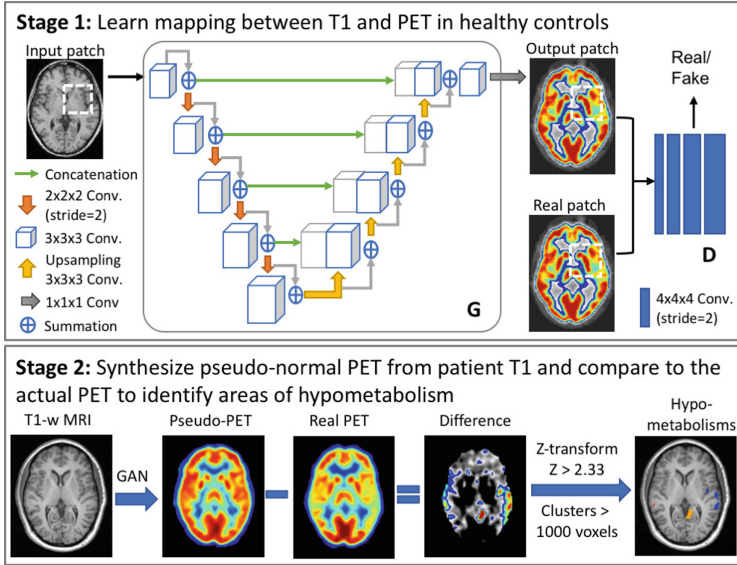 Stage 1: Learn mapping between T1 and PET in healthy controls
Input patch
Output patch
Real/
Fake
Concatenation
2x2x2 Conv.
(stride=2)
3x3x3 Conv.
Upsampling
3x3x3 Conv.
1x1x1 Conv
Summation
G
Real patch
D
4x4x4 Conv.
(stride=2)
Stage 2: Synthesize pseudo-normal PET from patient T1 and compare to the
actual PET to identify areas of hypometabolism
T1-w MRI
GAN
Pseudo-PET
Real PET
Difference
Z-transform
Z > 2.33
Clusters >
1000 voxels
Hypo-
metabolisms